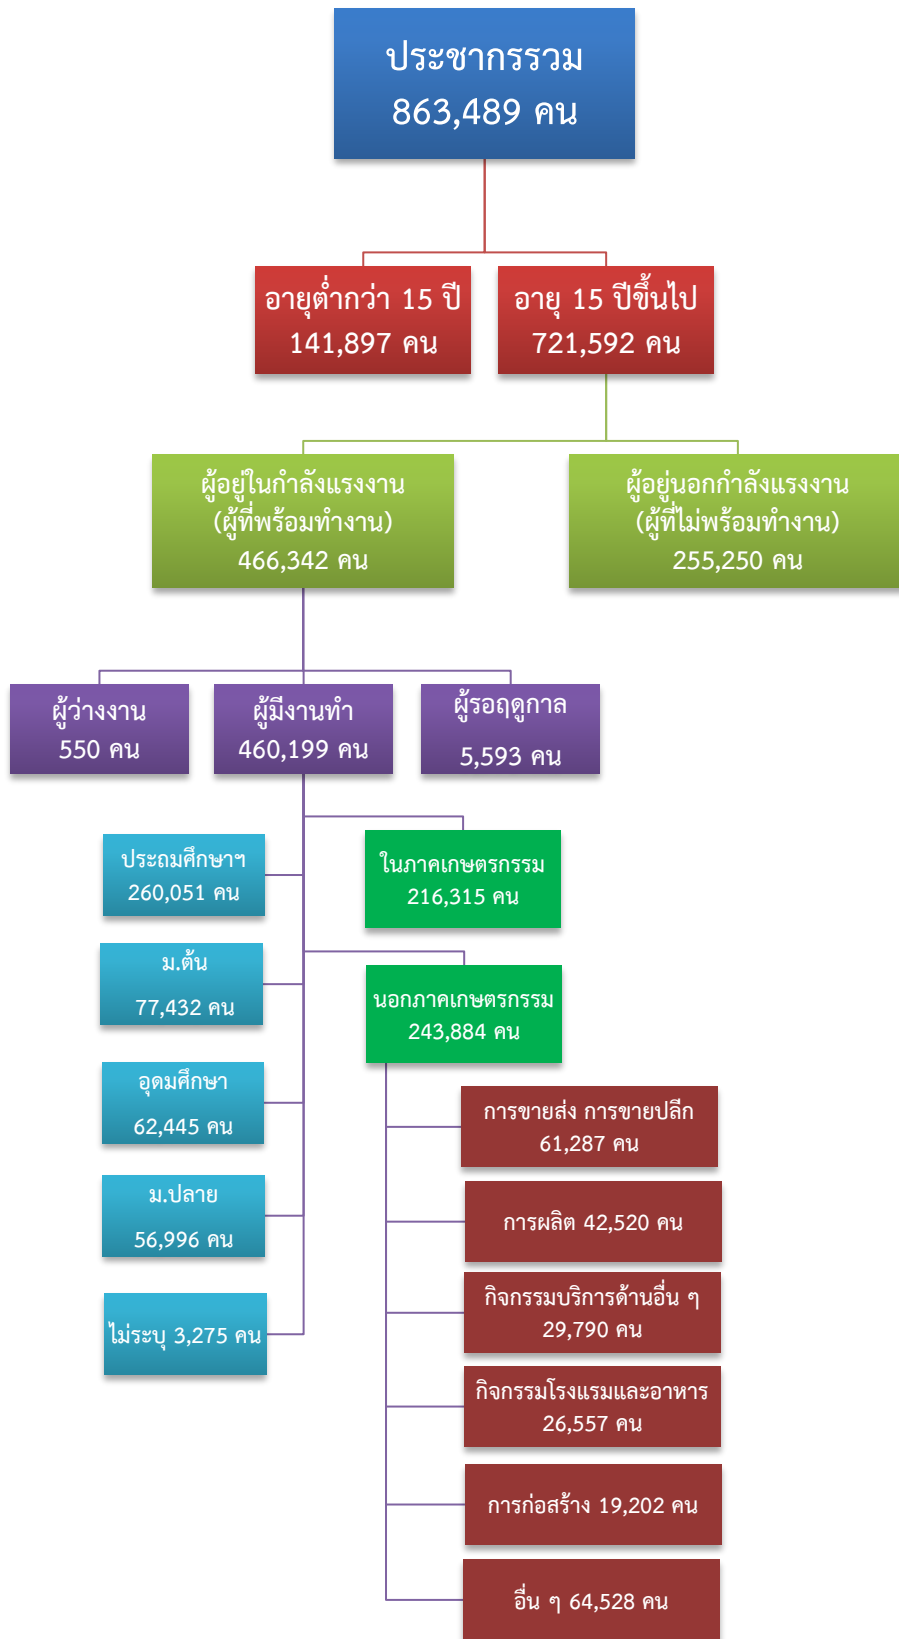 ประชากรรวม
863,489 คน
อายุต่ำกว่า 15 ปี
141,897 คน
อายุ 15 ปีขึ้นไป
721,592 คน
ผู้อยู่ในกำลังแรงงาน
(ผู้ที่พร้อมทำงาน)
466,342 คน
ผู้อยู่นอกกำลังแรงงาน
(ผู้ที่ไม่พร้อมทำงาน)
255,250 คน
ผู้ว่างงาน
550 คน
ผู้มีงานทำ
460,199 คน
ผู้รอฤดูกาล
5,593 คน
ประถมศึกษาฯ
260,051 คน
ม.ต้น
77,432 คน
อุดมศึกษา
62,445 คน
ม.ปลาย
56,996 คน
ไม่ระบุ 3,275 คน
ในภาคเกษตรกรรม
216,315 คน
นอกภาคเกษตรกรรม
243,884 คน
การขายส่ง การขายปลีก
61,287 คน
การผลิต 42,520 คน
กิจกรรมบริการด้านอื่น ๆ
29,790 คน
กิจกรรมโรงแรมและอาหาร
26,557 คน
การก่อสร้าง 19,202 คน
อื่น ๆ 64,528 คน